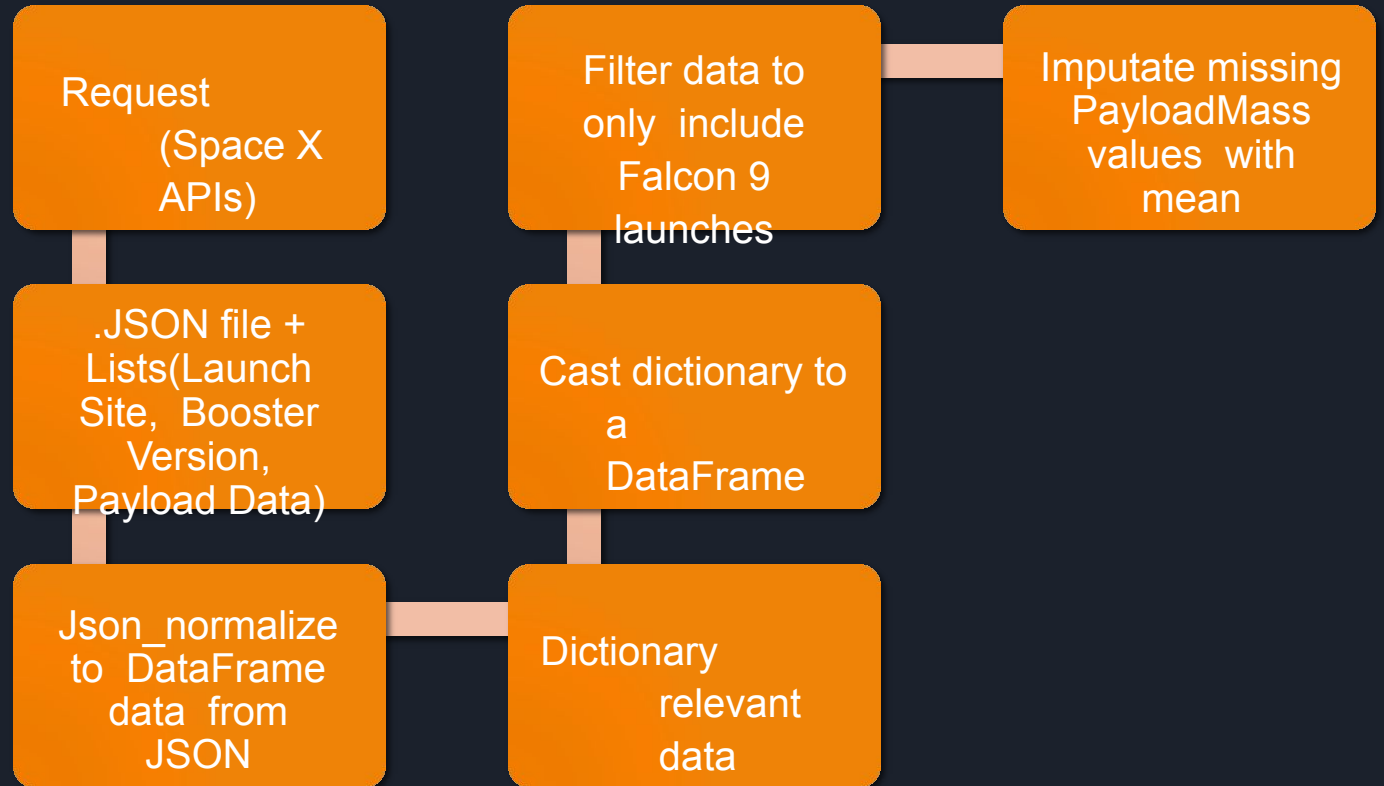 Request
(Space X
APIs)
.JSON file +
Lists(Launch
Site, Booster
Version,
Payload Data)
Json_normalize
to DataFrame
data from
JSON
Dictionary
relevant
data
Cast dictionary to
a
DataFrame
Filter data to
only include
Falcon 9
launches
Imputate missing
PayloadMass
values with
mean